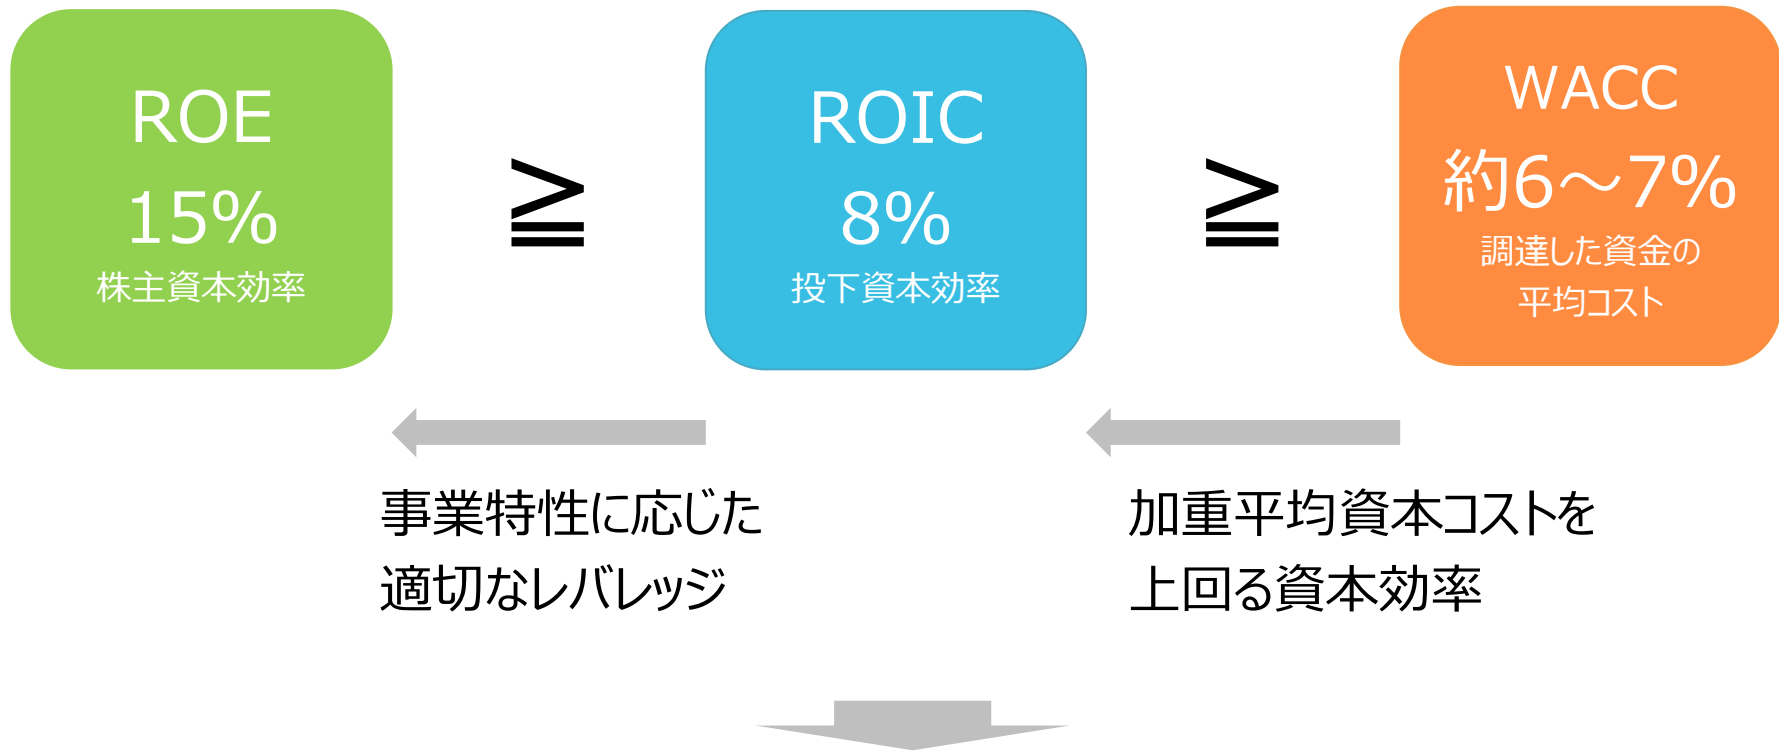 ROE
15%
株主資本効率
≧
ROIC
8%
投下資本効率
≧
WACC
約6～7%
調達した資金の
平均コスト
事業特性に応じた
適切なレバレッジ
加重平均資本コストを
上回る資本効率